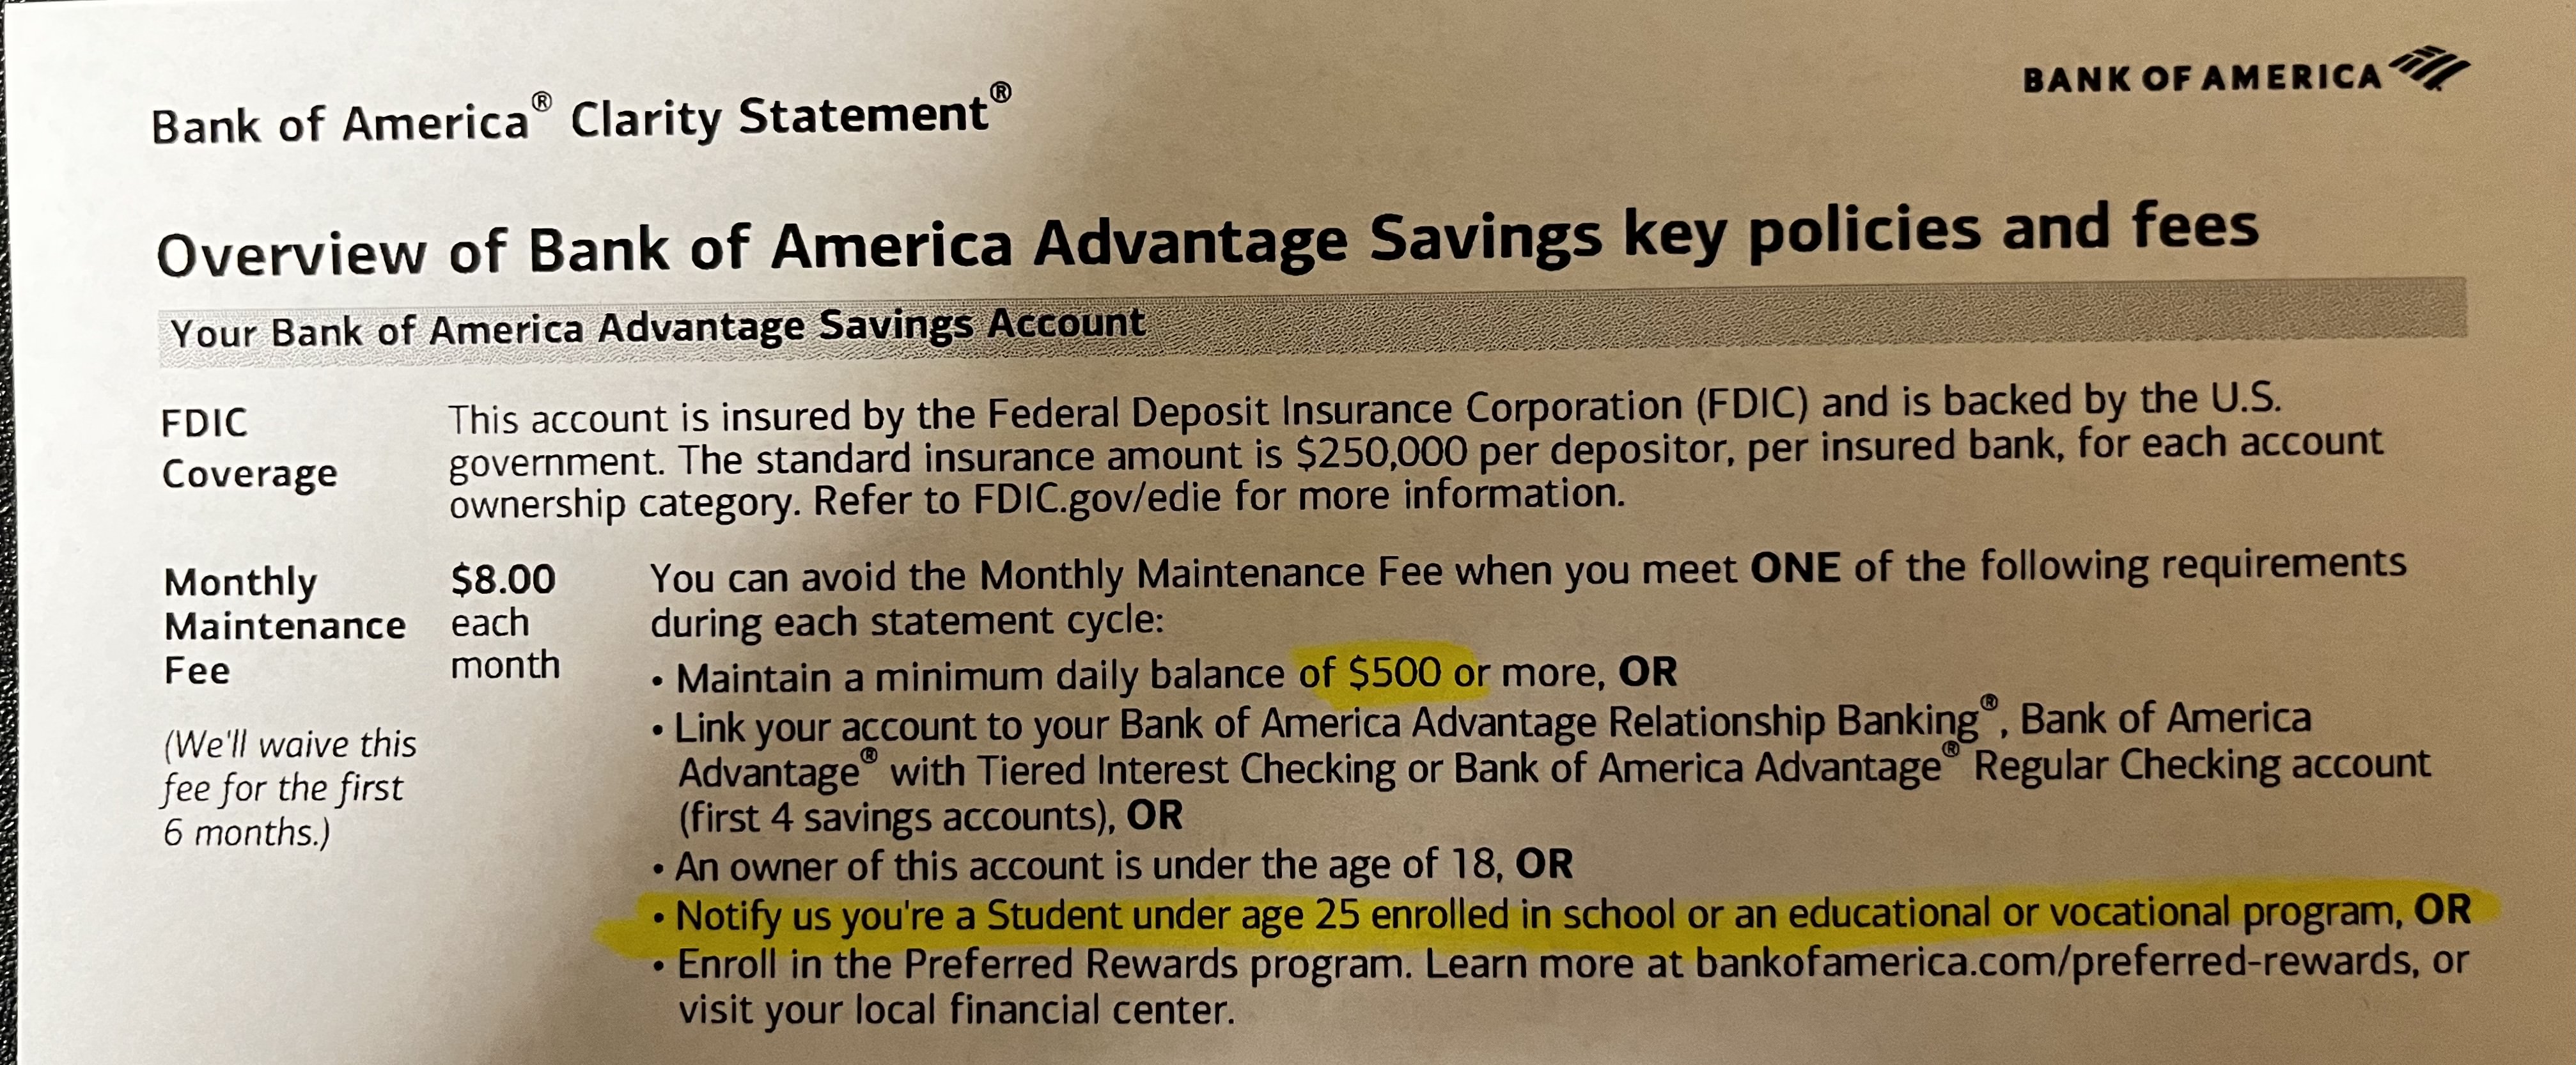 BANK OF AMERICA
Bank of America® Clarity Statement®
Overview of Bank of America Advantage Savings key policies and fees
Your Bank of America Advantage Savings Account
FDIC
Coverage
This account is insured by the Federal Deposit Insurance Corporation (FDIC) and is backed by the U.S.
government. The standard insurance amount is $250,000 per depositor, per insured bank, for each account
ownership category. Refer to FDIC.gov/edie for more information.
Monthly
Maintenance
Fee
(We'll waive this
fee for the first
6 months.)
$8.00
each
month
You can avoid the Monthly Maintenance Fee when you meet ONE of the following requirements
during each statement cycle:
• Maintain a minimum daily balance of $500 or more, OR
• Link your account to your Bank of America Advantage Relationship Banking®, Bank of America
Advantage® with Tiered Interest Checking or Bank of America Advantage® Regular Checking account
(first 4 savings accounts), OR
• An owner of this account is under the age of 18, OR
• Notify us you're a Student under age 25 enrolled in school or an educational or vocational program, OR
• Enroll in the Preferred Rewards program. Learn more at bankofamerica.com/preferred-rewards, or
visit your local financial center.